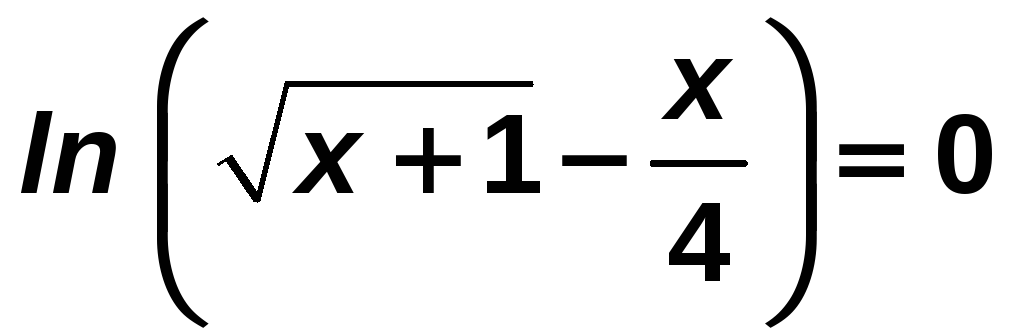 ln(√(x+1) − x/4) = 0